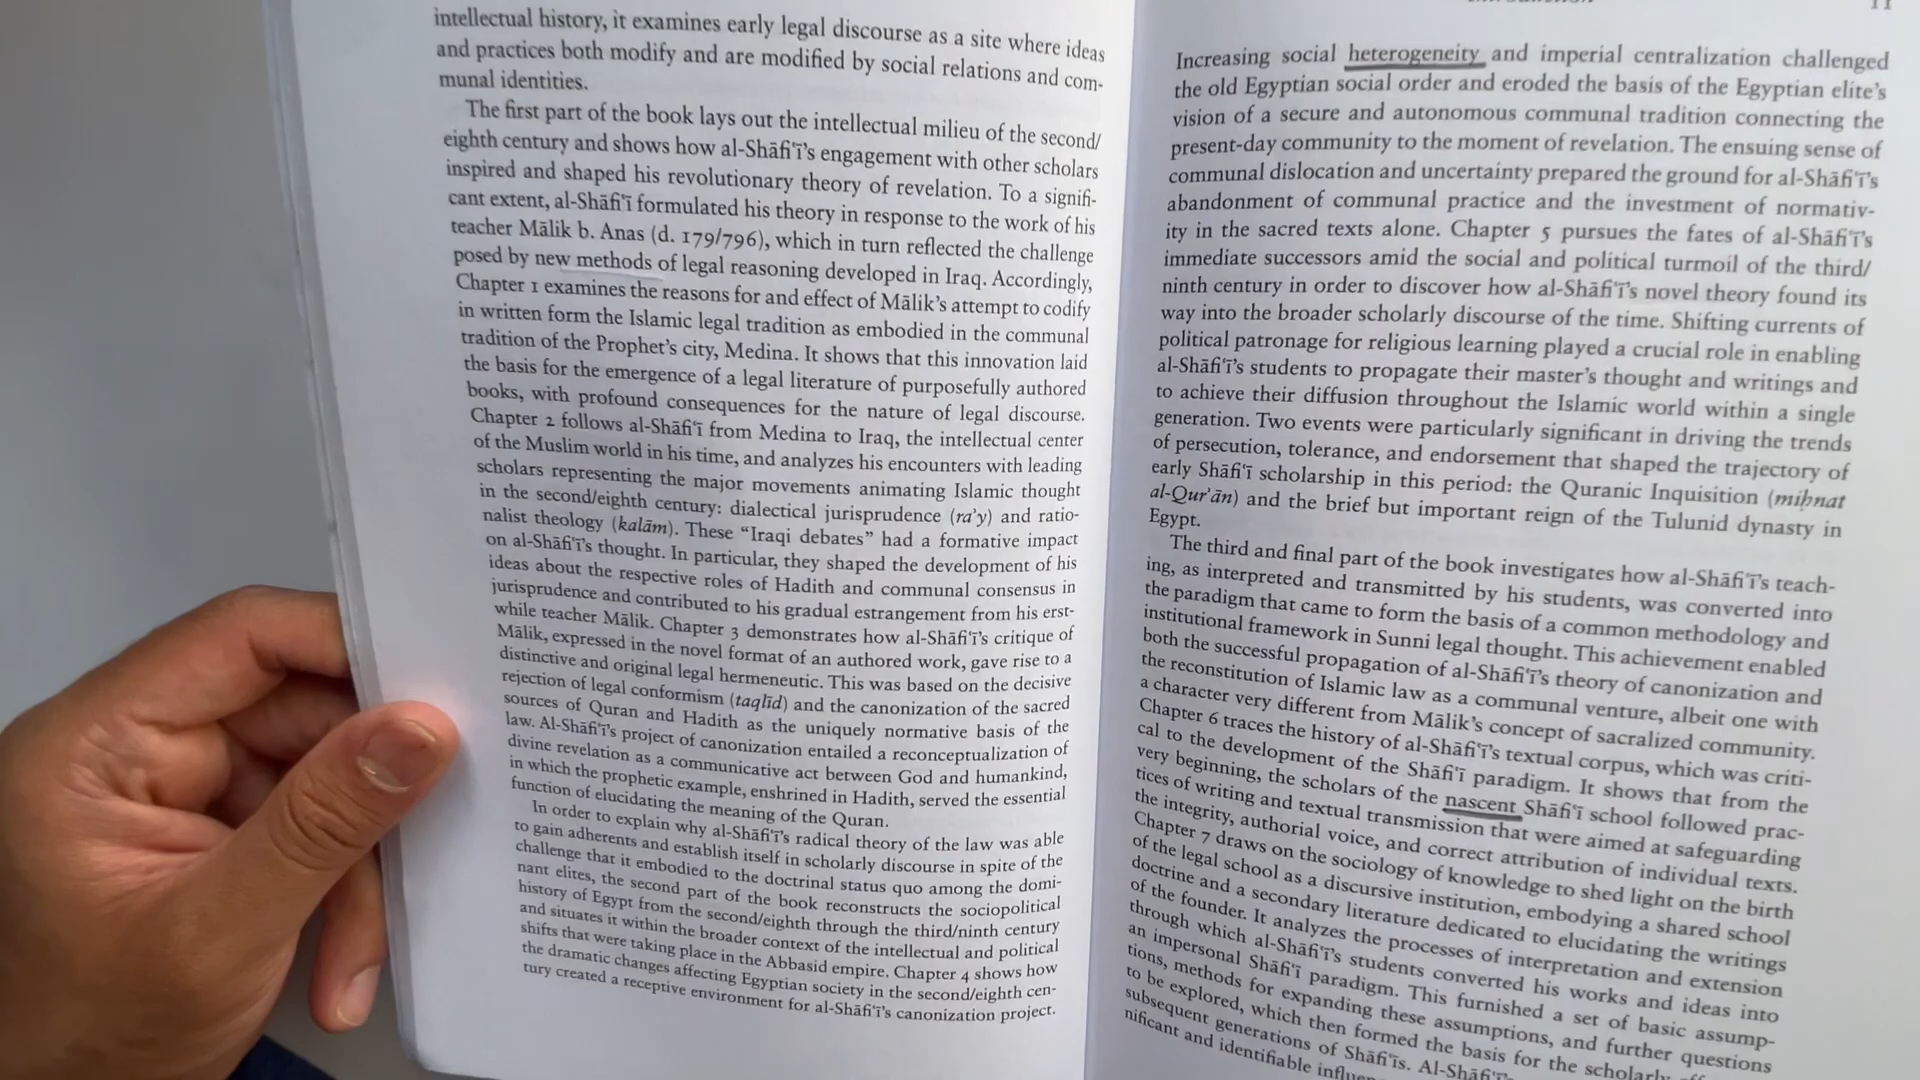 intellectual history, it examines early legal discourse as a site where ideas
and practices both modify and are modified by social relations and com-
munal identities.
The first part of the book lays out the intellectual milieu of the second/
eighth century and shows how al-Shāfiʿī's engagement with other scholars
inspired and shaped his revolutionary theory of revelation. To a signifi-
cant extent, al-Shāfiʿī formulated his theory in response to the work of his
teacher Mālik b. Anas (d. 179/796), which in turn reflected the challenge
posed by new methods of legal reasoning developed in Iraq. Accordingly,
Chapter 1 examines the reasons for and effect of Mālik's attempt to codify
in written form the Islamic legal tradition as embodied in the communal
tradition of the Prophet's city, Medina. It shows that this innovation laid
the basis for the emergence of a legal literature of purposefully authored
books, with profound consequences for the nature of legal discourse.
Chapter 2 follows al-Shāfiʿī from Medina to Iraq, the intellectual center
of the Muslim world in his time, and analyzes his encounters with leading
scholars representing the major movements animating Islamic thought
in the second/eighth century: dialectical jurisprudence (ra'y) and ratio-
nalist theology (kalām). These “Iraqi debates” had a formative impact
on al-Shāfiʿī's thought. In particular, they shaped the development of his
ideas about the respective roles of Hadith and communal consensus in
jurisprudence and contributed to his gradual estrangement from his erst-
while teacher Mālik. Chapter 3 demonstrates how al-Shāfiʿī's critique of
Mālik, expressed in the novel format of an authored work, gave rise to a
distinctive and original legal hermeneutic. This was based on the decisive
rejection of legal conformism (taqlīd) and the canonization of the sacred
sources of Quran and Hadith as the uniquely normative basis of the
law. Al-Shāfiʿī's project of canonization entailed a reconceptualization of
divine revelation as a communicative act between God and humankind,
in which the prophetic example, enshrined in Hadith, served the essential
function of elucidating the meaning of the Quran.
In order to explain why al-Shāfiʿī's radical theory of the law was able
to gain adherents and establish itself in scholarly discourse in spite of the
challenge that it embodied to the doctrinal status quo among the domi-
nant elites, the second part of the book reconstructs the sociopolitical
history of Egypt from the second/eighth through the third/ninth century
and situates it within the broader context of the intellectual and political
shifts that were taking place in the Abbasid empire. Chapter 4 shows how
the dramatic changes affecting Egyptian society in the second/eighth cen-
tury created a receptive environment for al-Shāfiʿī's canonization project.
11
Increasing social heterogeneity and imperial centralization challenged
the old Egyptian social order and eroded the basis of the Egyptian elite's
vision of a secure and autonomous communal tradition connecting the
present-day community to the moment of revelation. The ensuing sense of
communal dislocation and uncertainty prepared the ground for al-Shāfiʿī's
abandonment of communal practice and the investment of normativ-
ity in the sacred texts alone. Chapter 5 pursues the fates of al-Shāfiʿī's
immediate successors amid the social and political turmoil of the third/
ninth century in order to discover how al-Shāfiʿī's novel theory found its
way into the broader scholarly discourse of the time. Shifting currents of
political patronage for religious learning played a crucial role in enabling
al-Shāfiʿī's students to propagate their master's thought and writings and
to achieve their diffusion throughout the Islamic world within a single
generation. Two events were particularly significant in driving the trends
of persecution, tolerance, and endorsement that shaped the trajectory of
early Shāfiʿī scholarship in this period: the Quranic Inquisition (miḥnat
al-Qur'ān) and the brief but important reign of the Tulunid dynasty in
Egypt.
The third and final part of the book investigates how al-Shāfiʿī's teach-
ing, as interpreted and transmitted by his students, was converted into
the paradigm that came to form the basis of a common methodology and
institutional framework in Sunni legal thought. This achievement enabled
both the successful propagation of al-Shāfiʿī's theory of canonization and
the reconstitution of Islamic law as a communal venture, albeit one with
a character very different from Mālik's concept of sacralized community.
Chapter 6 traces the history of al-Shāfiʿī's textual corpus, which was criti-
cal to the development of the Shāfiʿī paradigm. It shows that from the
very beginning, the scholars of the nascent Shāfiʿī school followed prac-
tices of writing and textual transmission that were aimed at safeguarding
the integrity, authorial voice, and correct attribution of individual texts.
Chapter 7 draws on the sociology of knowledge to shed light on the birth
of the legal school as a discursive institution, embodying a shared school
doctrine and a secondary literature dedicated to elucidating the writings
of the founder. It analyzes the processes of interpretation and extension
through which al-Shāfiʿī's students converted his works and ideas into
an impersonal Shāfiʿī paradigm. This furnished a set of basic assump-
tions, methods for expanding these assumptions, and further questions
to be explored, which then formed the basis for the scholarly
subsequent generations of Shāfiʿīs.
nificant and identifiable